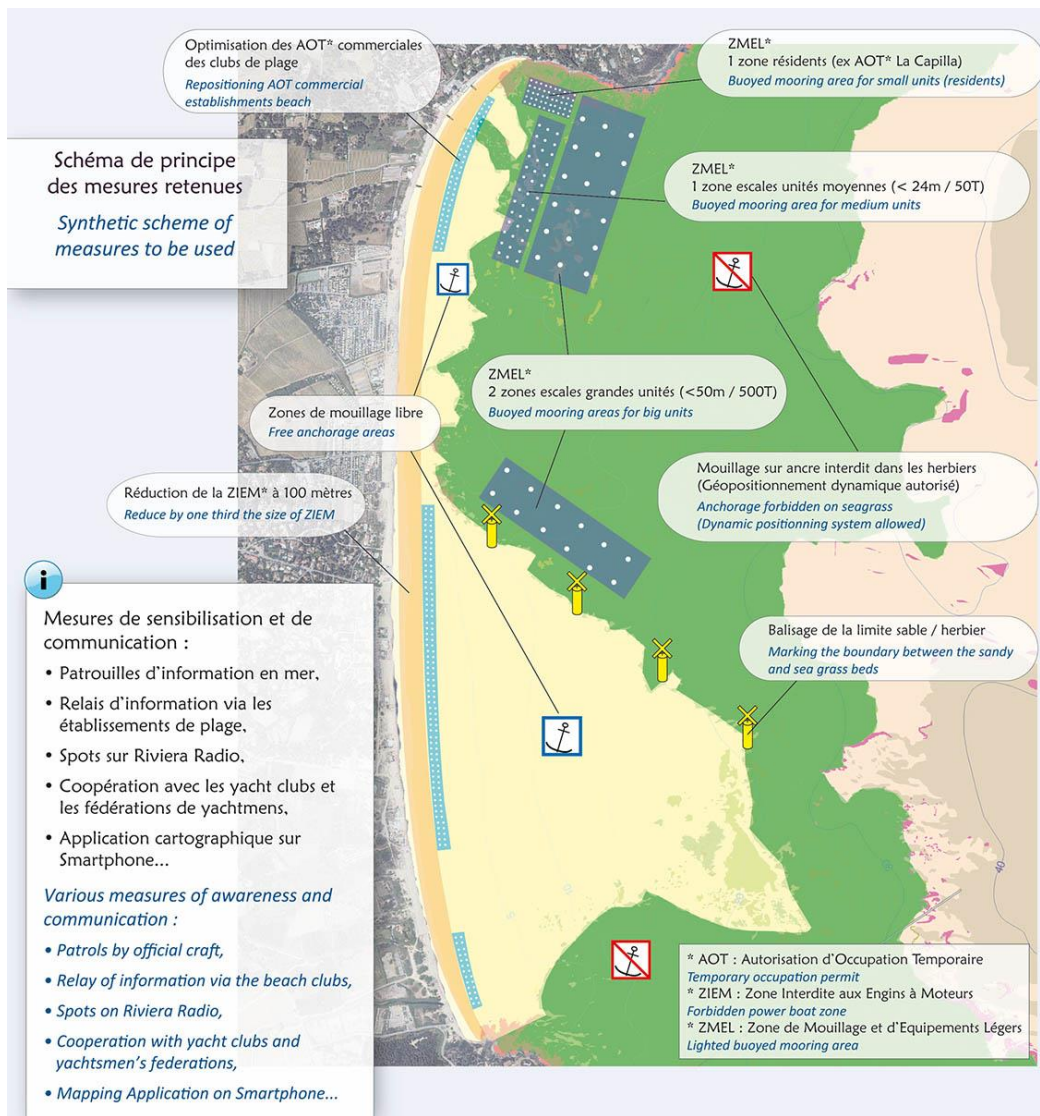 Optimisation des AOT* commerciales
des clubs de plage
Repositioning AOT commercial
establishments beach
ZMEL*
1 zone résidents (ex AOT* La Capilla)
Buoyed mooring area for small units (residents)
Schéma de principe
des mesures retenues
Synthetic scheme of
measures to be used
ZMEL*
1 zone escales unités moyennes (< 24m / 50T)
Buoyed mooring area for medium units
ZMEL*
2 zones escales grandes unités (<50m / 500T)
Buoyed mooring areas for big units
Zones de mouillage libre
Free anchorage areas
Mouillage sur ancre interdit dans les herbiers
(Géopositionnement dynamique autorisé)
Anchorage forbidden on seagrass
(Dynamic positionning system allowed)
Réduction de la ZIEM* à 100 mètres
Reduce by one third the size of ZIEM
i
Mesures de sensibilisation et de
communication :
• Patrouilles d'information en mer,
• Relais d'information via les
établissements de plage,
• Spots sur Riviera Radio,
• Coopération avec les yacht clubs et
les fédérations de yachtmens,
• Application cartographique sur
Smartphone...
Various measures of awareness and
communication :
• Patrols by official craft,
• Relay of information via the beach clubs,
• Spots on Riviera Radio,
• Cooperation with yacht clubs and
yachtsmen's federations,
• Mapping Application on Smartphone...
Balisage de la limite sable / herbier
Marking the boundary between the sandy
and sea grass beds
40
* AOT : Autorisation d'Occupation Temporaire
Temporary occupation permit
* ZIEM : Zone Interdite aux Engins à Moteurs
Forbidden power boat zone
* ZMEL : Zone de Mouillage et d'Equipements Légers
Lighted buoyed mooring area